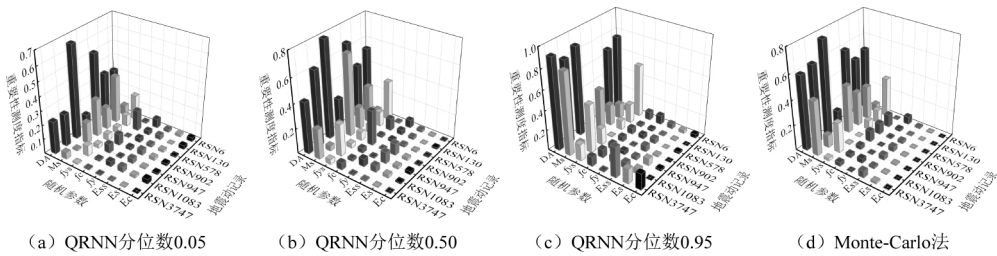 0.7
0.6
0.5
0.4
0.3
0.2
0.1
重要性测度指标
DA
Ms
fyv
fc
fy
Ess
Es
Ec
随机参数
RSN6
RSN130
RSN578
RSN902
RSN947
RSN1083
RSN3747
地震动记录
(a) QRNN分位数0.05
0.8
0.6
0.4
0.2
重要性测度指标
DA
Ms
fyv
fc
fy
Ess
Es
Ec
随机参数
RSN6
RSN130
RSN578
RSN902
RSN947
RSN1083
RSN3747
地震动记录
(b) QRNN分位数0.50
1.0
0.8
0.6
0.4
0.2
重要性测度指标
DA
Ms
fyv
fc
fy
Ess
Es
Ec
随机参数
RSN6
RSN130
RSN578
RSN902
RSN947
RSN1083
RSN3747
地震动记录
(c) QRNN分位数0.95
0.8
0.6
0.4
0.2
重要性测度指标
DA
Ms
fyv
fc
fy
Ess
Es
Ec
随机参数
RSN6
RSN130
RSN578
RSN902
RSN947
RSN1083
RSN3747
地震动记录
(d) Monte-Carlo法